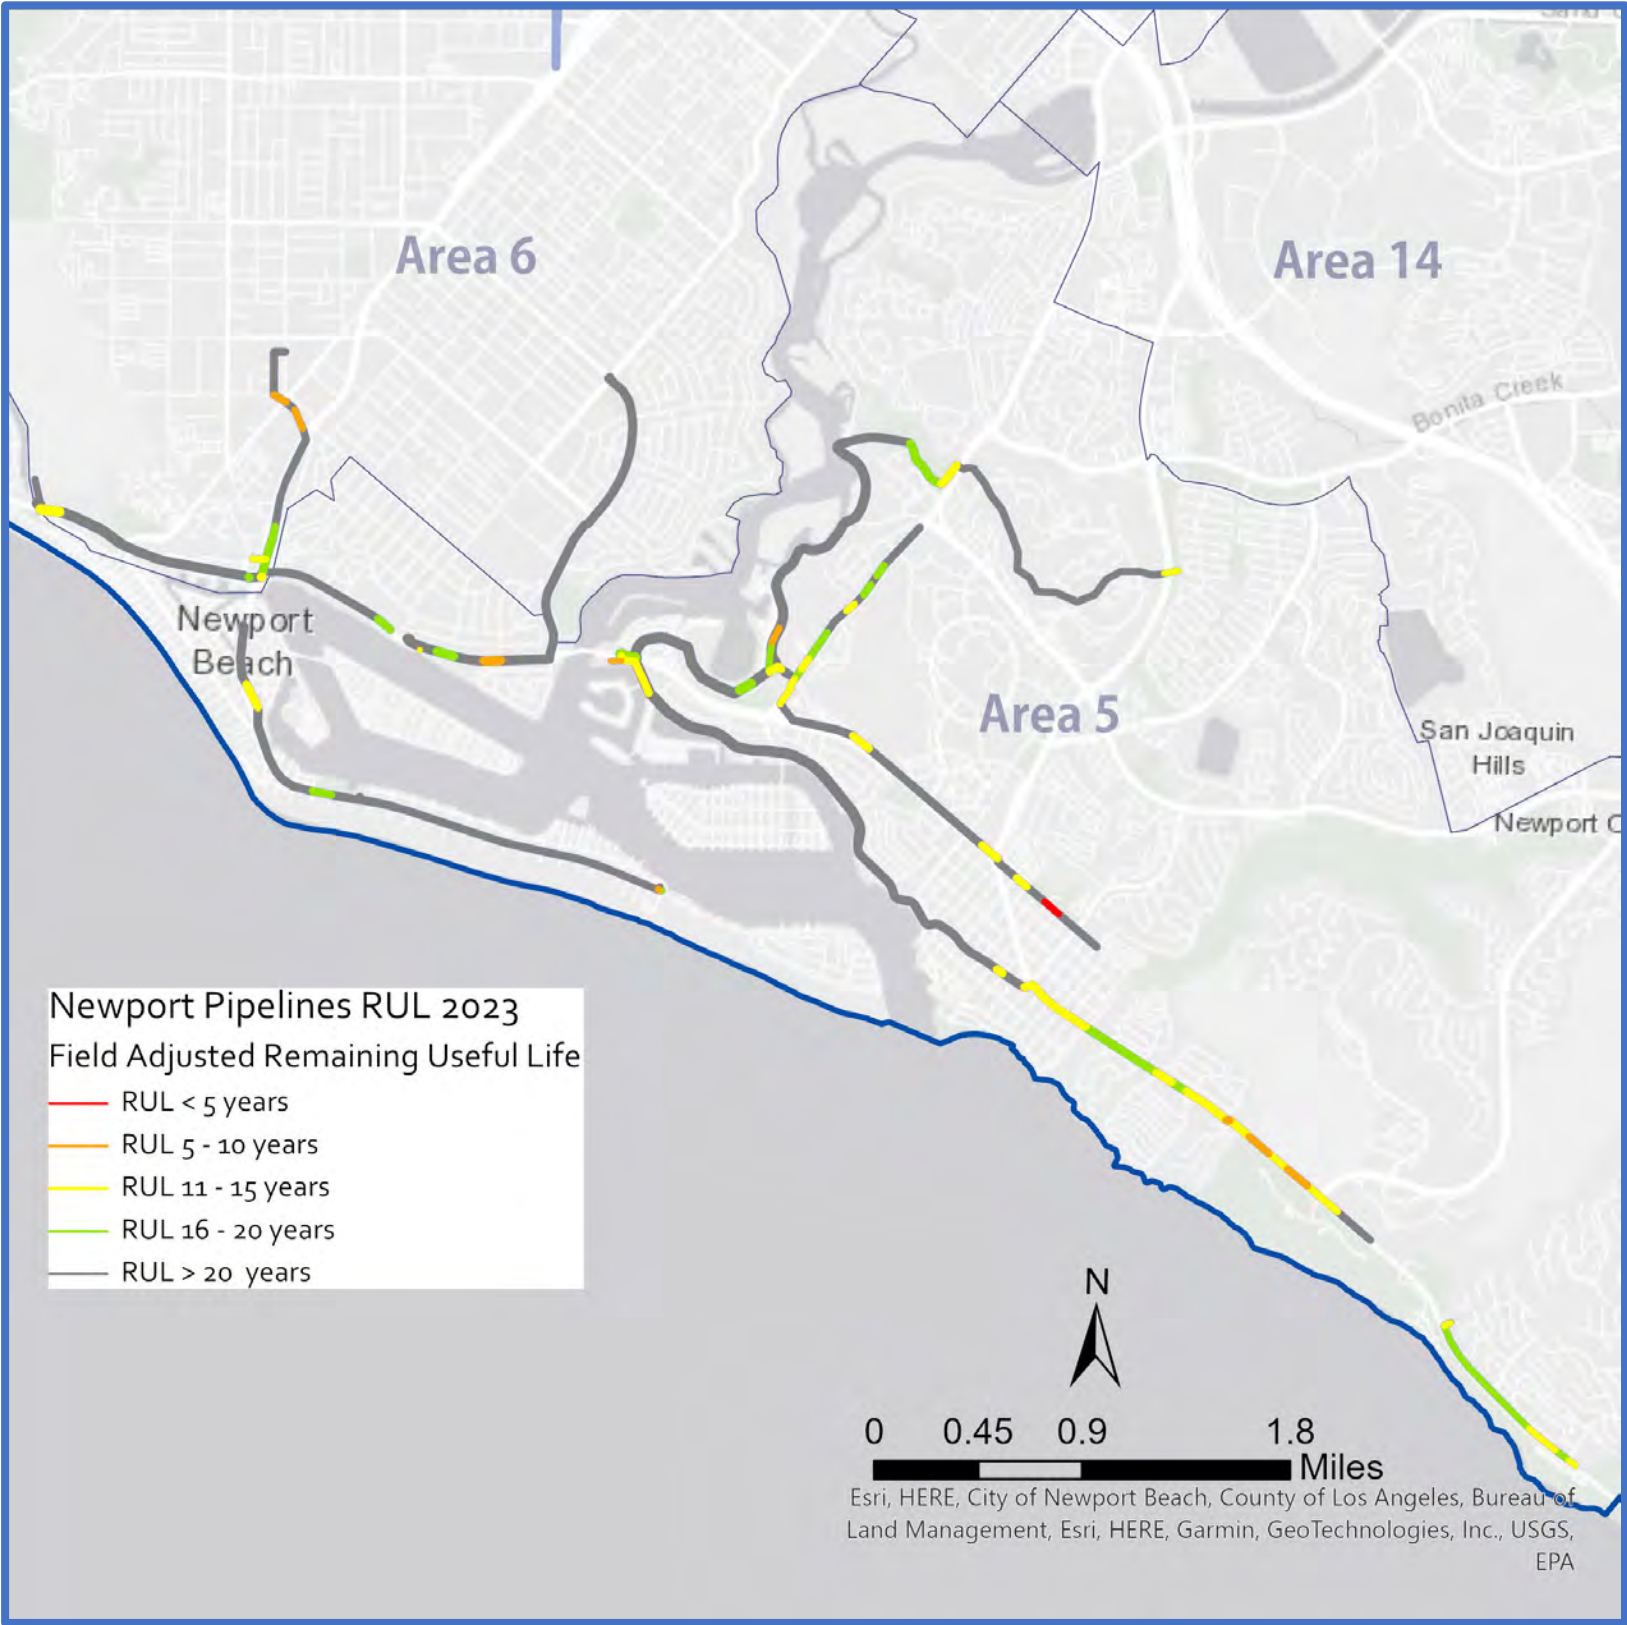 Area 6
Area 14
Bonita Creek
Newport
Beach
Area 5
San Joaquin
Hills
Newport C
Newport Pipelines RUL 2023
Field Adjusted Remaining Useful Life
RUL < 5 years
RUL 5 - 10 years
RUL 11 - 15 years
RUL 16 - 20 years
RUL > 20 years
N
0 0.45 0.9 1.8
Miles
Esri, HERE, City of Newport Beach, County of Los Angeles, Bureau of
Land Management, Esri, HERE, Garmin, GeoTechnologies, Inc., USGS,
EPA